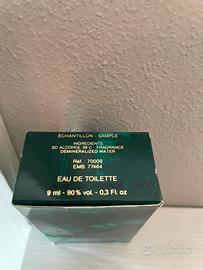 ECHANTILLON - SAMPLE
INGREDIENTS
SD ALCOHOL 39 C - FRAGRANCE
DEMINERALIZED WATER
Réf : 70009
EMB. 77464
EAU DE TOILETTE
9 ml - 90% vol. - 0,3 Fl. oz
subito